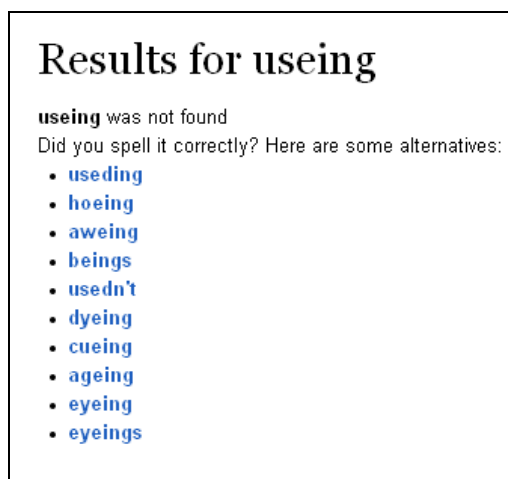 Results for useing
useing was not found
Did you spell it correctly? Here are some alternatives:
• useding
• hoeing
• aweing
• beings
• usedn't
• dyeing
• cueing
• ageing
• eyeing
• eyeings